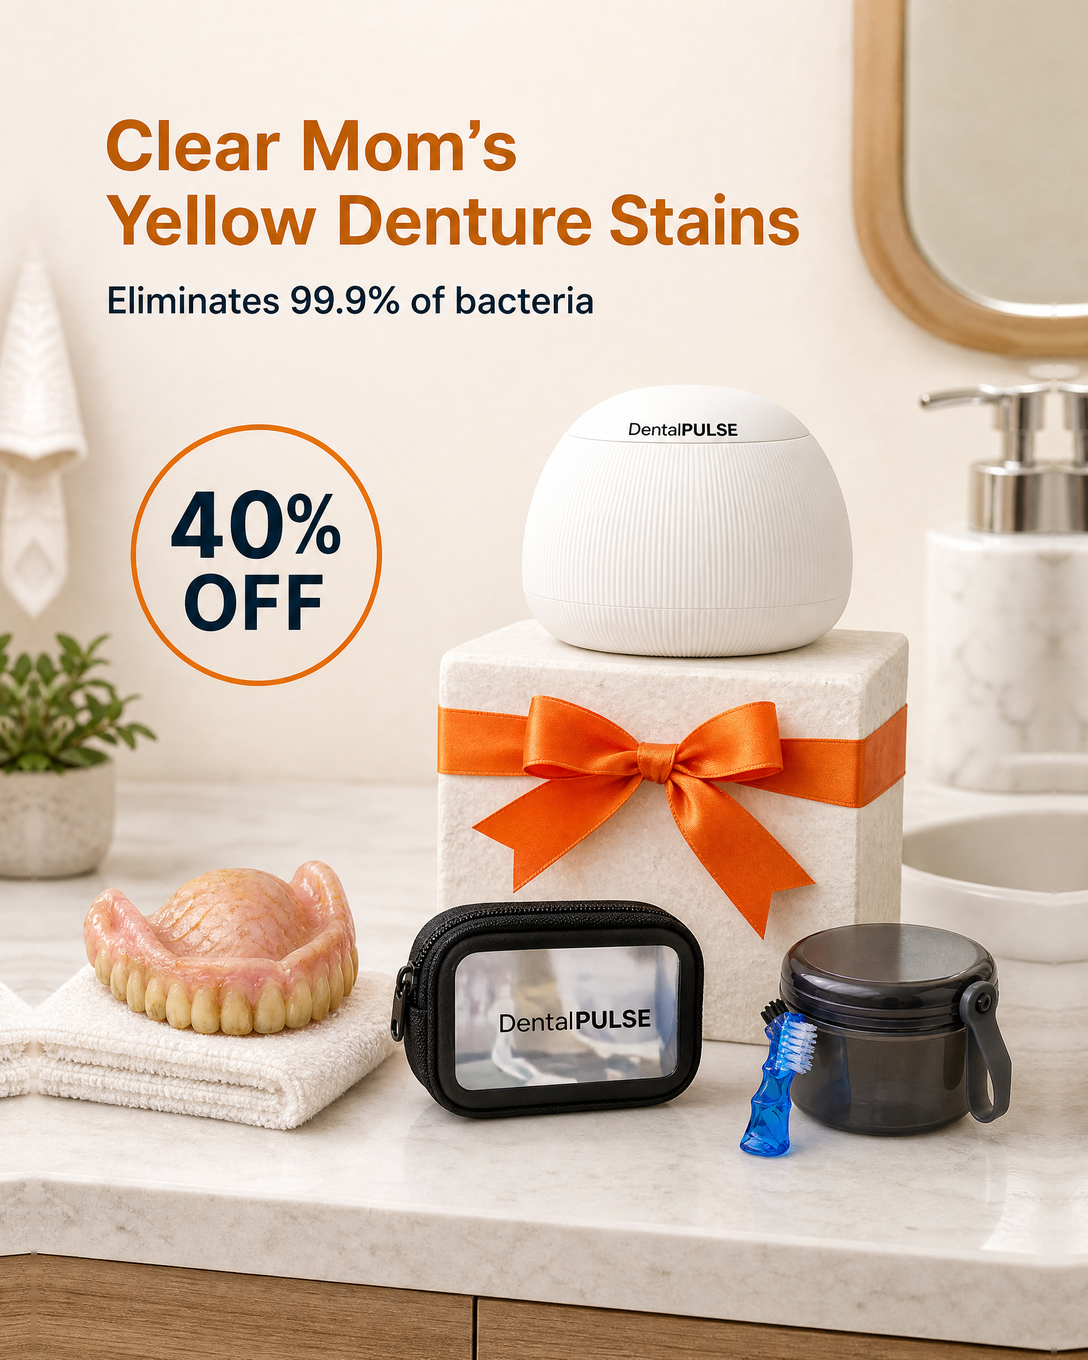 Clear Mom’s
Yellow Denture Stains
Eliminates 99.9% of bacteria
40%
OFF
DentalPULSE
DentalPULSE